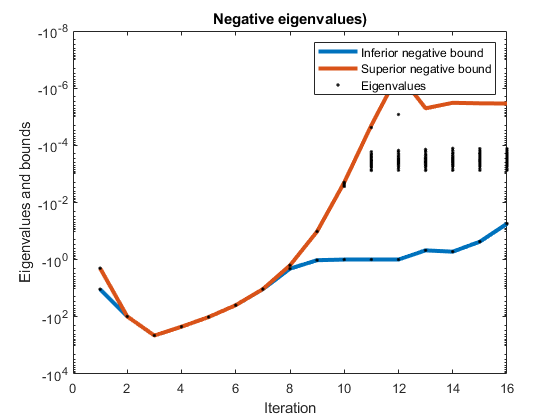 Negative eigenvalues)
-10^-8
-10^-6
-10^-4
-10^-2
-10^0
-10^2
-10^4
Eigenvalues and bounds
Inferior negative bound
Superior negative bound
Eigenvalues
0 2 4 6 8 10 12 14 16
Iteration